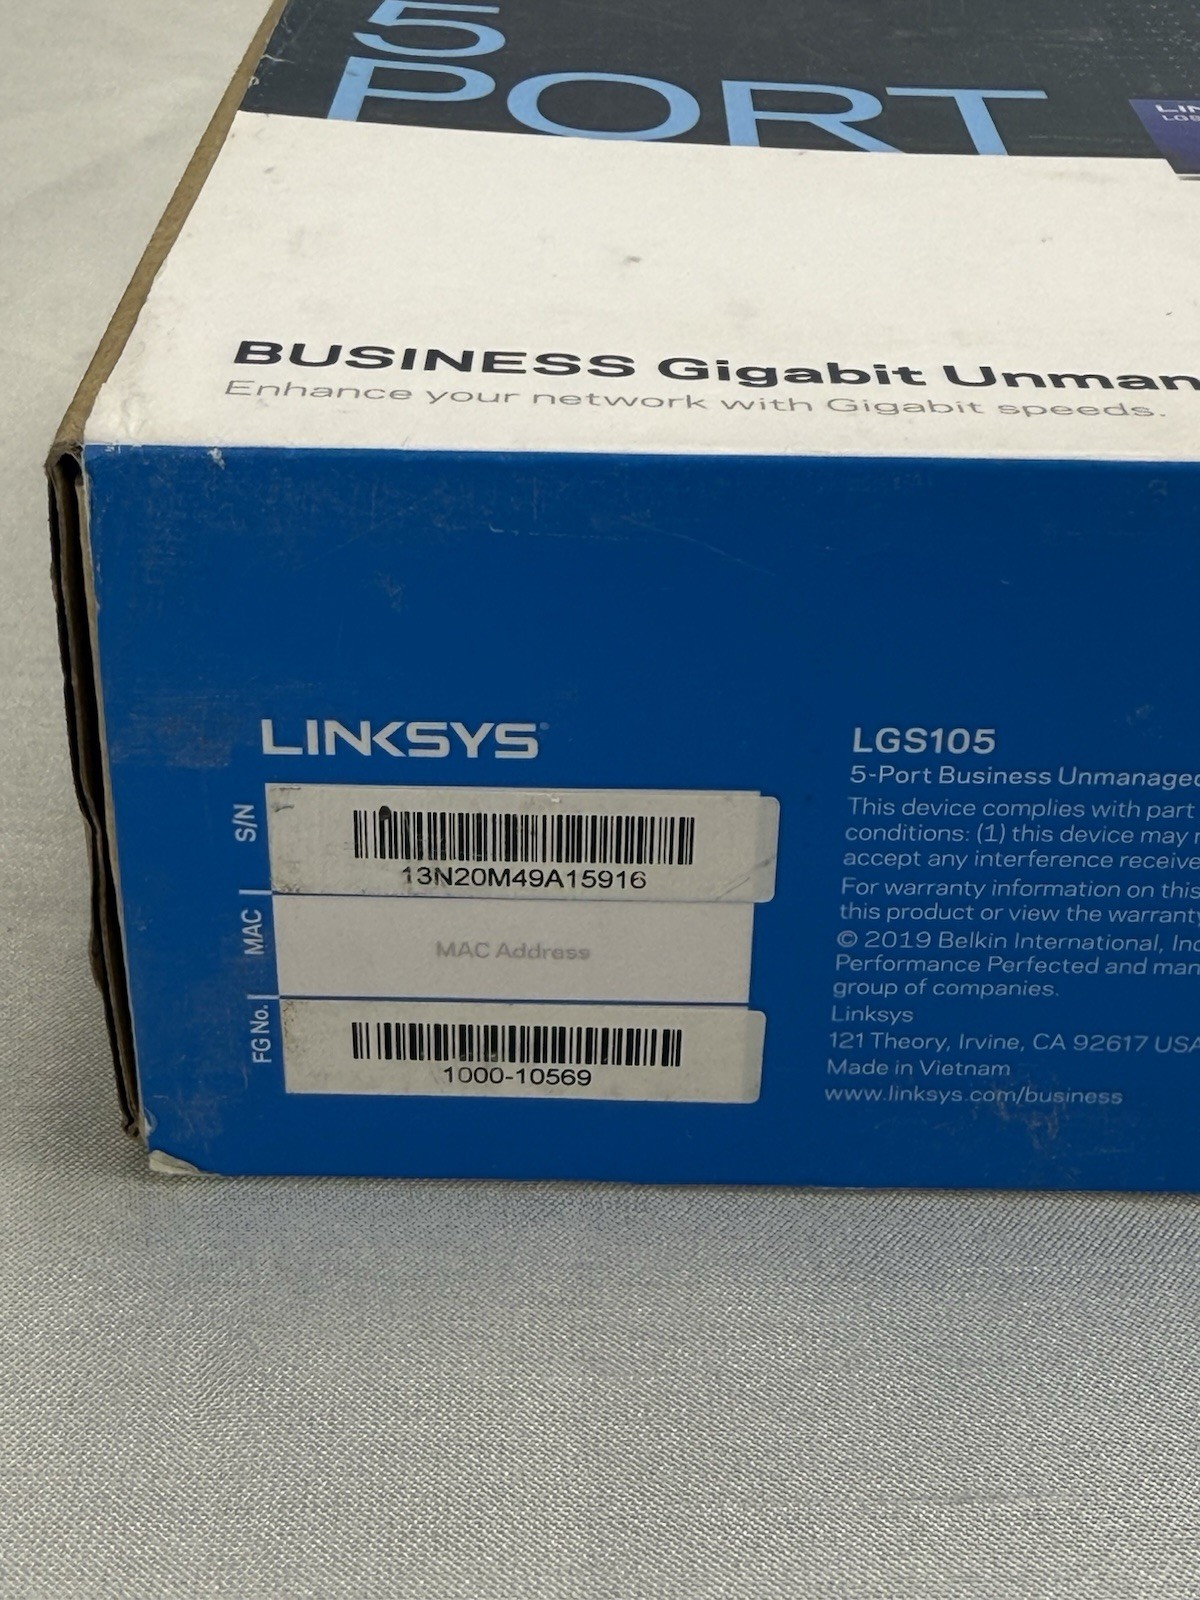 5
PORT
BUSINESS Gigabit Unman
Enhance your network with Gigabit speeds.
LINKSYS
S/N
13N20M49A15916
MAC
MAC Address
FG No.
1000-10569
LGS105
5-Port Business Unmanaged
This device complies with part
conditions: (1) this device may
accept any interference receive
For warranty information on this
this product or view the warranty
© 2019 Belkin International, Inc
Performance Perfected and man
group of companies.
Linksys
121 Theory, Irvine, CA 92617 USA
Made in Vietnam
www.linksys.com/business